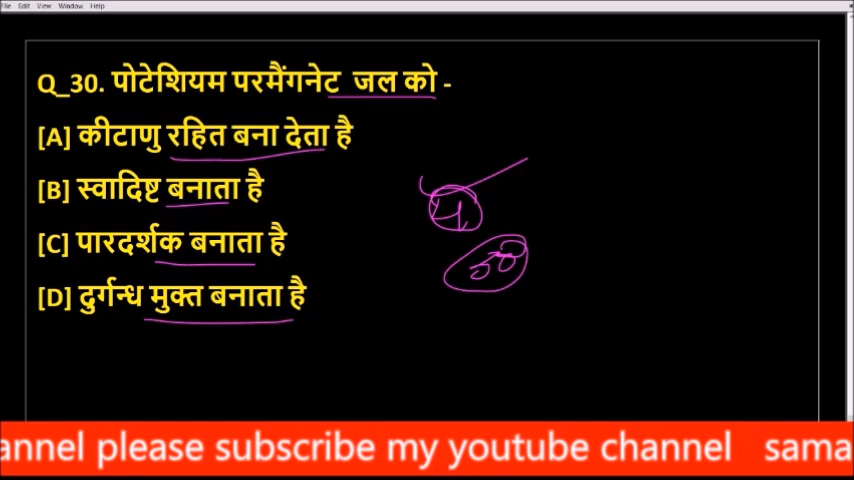 File Edit View Window Help
Q_30. पोटेशियम परमैंगनेट जल को -
[A] कीटाणु रहित बना देता है
[B] स्वादिष्ट बनाता है
[C] पारदर्शक बनाता है
[D] दुर्गन्ध मुक्त बनाता है
annel please subscribe my youtube channel sama